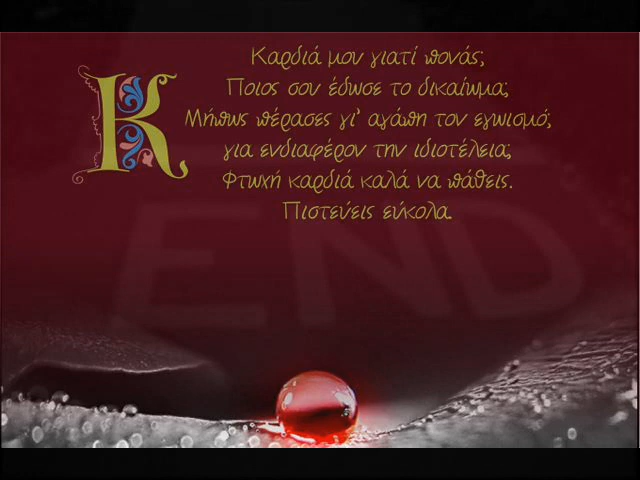 Κ
Καρδιά μου γιατί πονάς;
Ποιος σου έδωσε το δικαίωμα;
Μήπως πέρασες γι' αγάπη τον εγωισμό,
για ενδιαφέρον την ιδιοτέλεια;
Φτωχή καρδιά καλά να πάθεις.
Πιστεύεις εύκολα.
END